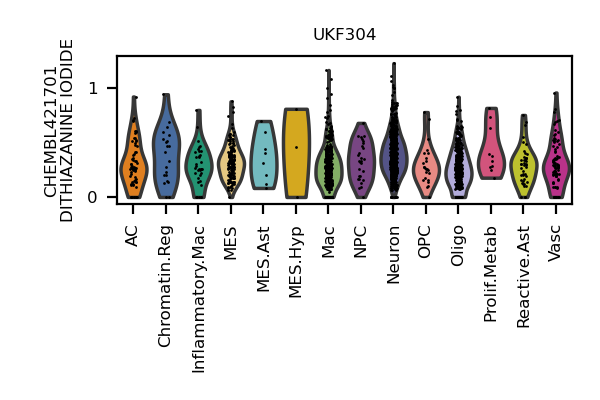 UKF304
CHEMBL421701
DITHIAZANINE IODIDE
1
0
AC
Chromatin.Reg
Inflammatory.Mac
MES
MES.Ast
MES.Hyp
Mac
NPC
Neuron
OPC
Oligo
Prolif.Metab
Reactive.Ast
Vasc